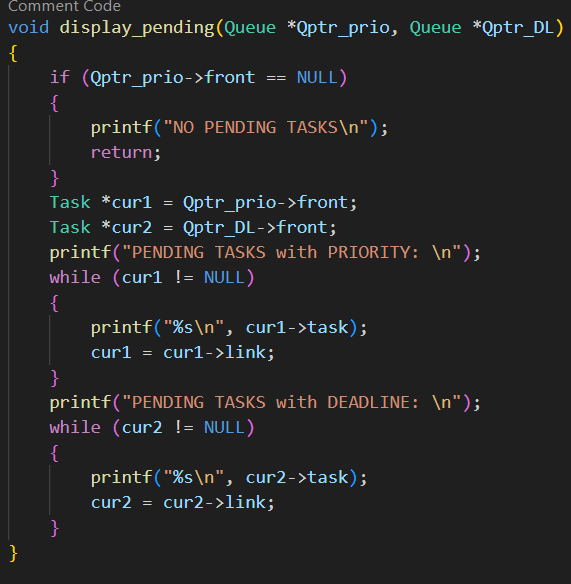 Comment Code
void display_pending(Queue *Qptr_prio, Queue *Qptr_DL)
{
    if (Qptr_prio->front == NULL)
    {
        printf("NO PENDING TASKS\n");
        return;
    }
    Task *cur1 = Qptr_prio->front;
    Task *cur2 = Qptr_DL->front;
    printf("PENDING TASKS with PRIORITY: \n");
    while (cur1 != NULL)
    {
        printf("%s\n", cur1->task);
        cur1 = cur1->link;
    }
    printf("PENDING TASKS with DEADLINE: \n");
    while (cur2 != NULL)
    {
        printf("%s\n", cur2->task);
        cur2 = cur2->link;
    }
}